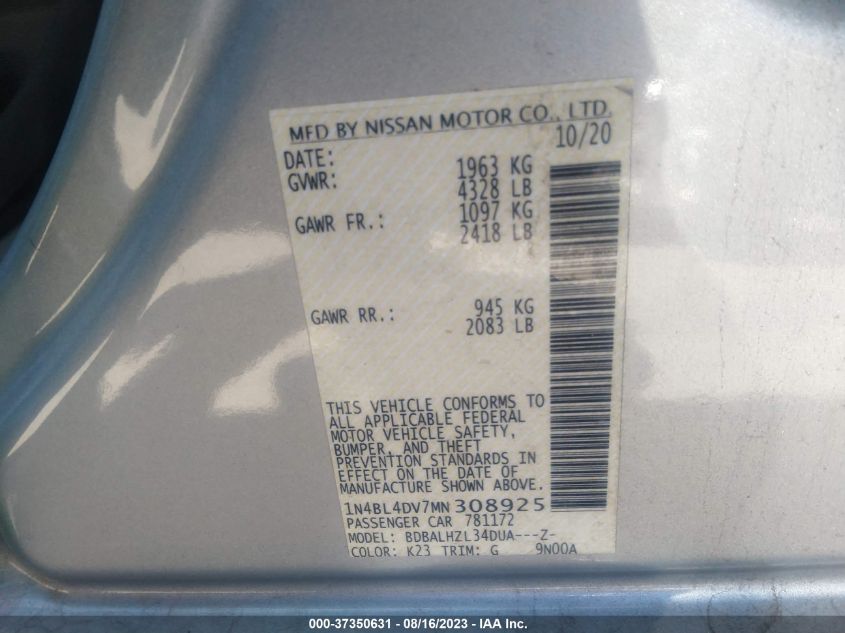 MFD BY NISSAN MOTOR CO., LTD.
DATE: 10/20
GVWR: 1963 KG
4328 LB
GAWR FR.: 1097 KG
2418 LB
GAWR RR.: 945 KG
2083 LB
THIS VEHICLE CONFORMS TO
ALL APPLICABLE FEDERAL
MOTOR VEHICLE SAFETY,
BUMPER, AND THEFT
PREVENTION STANDARDS IN
EFFECT ON THE DATE OF
MANUFACTURE SHOWN ABOVE.
1N4BL4DV7MN308925
PASSENGER CAR 781172
MODEL: BDBALHZL34DUA---Z-
COLOR: K23 TRIM: G 9N00A
000-37350631 - 08/16/2023 - IAA Inc.